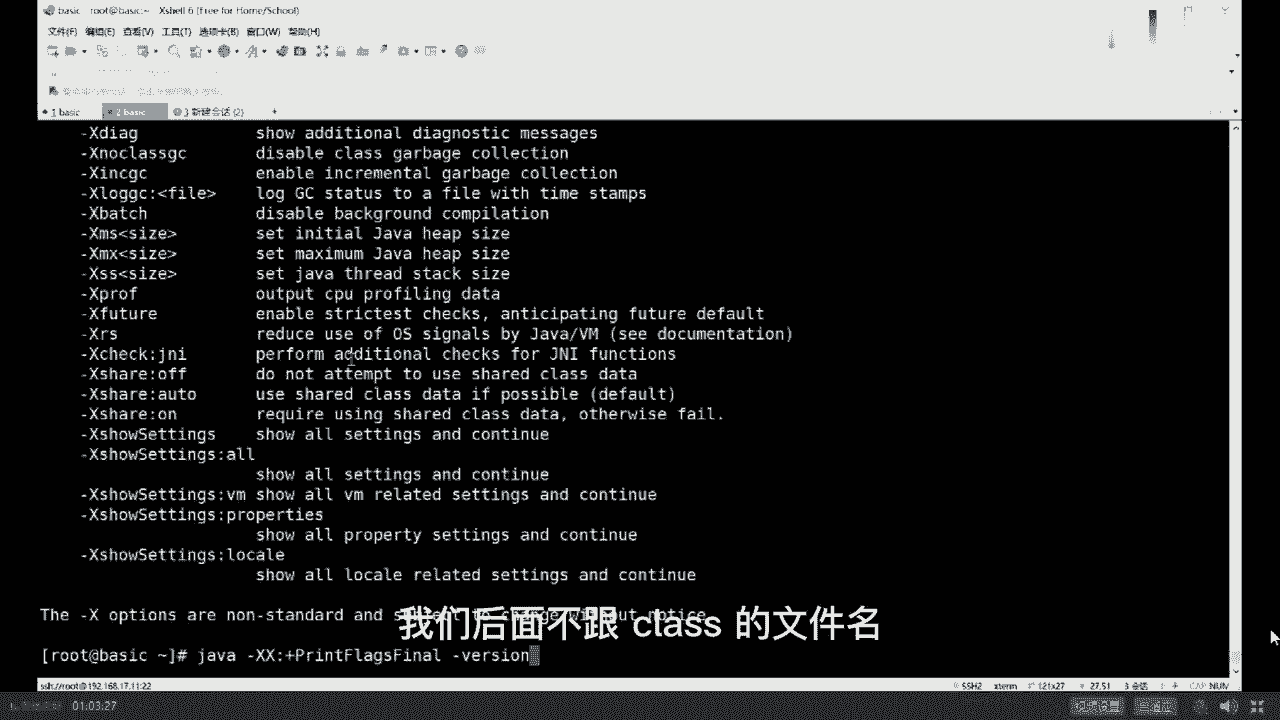 basic - root@basic:~ - Xshell 6 (Free for Home/School)
文件(F) 编辑(E) 查看(V) 工具(T) 选项卡(B) 窗口(W) 帮助(H)
1 basic 2 basic 3 新建会话 (2) +
-Xdiag show additional diagnostic messages
-Xnoclassgc disable class garbage collection
-Xincgc enable incremental garbage collection
-Xloggc:<file> log GC status to a file with time stamps
-Xbatch disable background compilation
-Xms<size> set initial Java heap size
-Xmx<size> set maximum Java heap size
-Xss<size> set java thread stack size
-Xprof output cpu profiling data
-Xfuture enable strictest checks, anticipating future default
-Xrs reduce use of OS signals by Java/VM (see documentation)
-Xcheck:jni perform additional checks for JNI functions
-Xshare:off do not attempt to use shared class data
-Xshare:auto use shared class data if possible (default)
-Xshare:on require using shared class data, otherwise fail.
-XshowSettings show all settings and continue
-XshowSettings:all
show all settings and continue
-XshowSettings:vm show all vm related settings and continue
-XshowSettings:properties
show all property settings and continue
-XshowSettings:locale
show all locale related settings and continue
The -X options are non-standard and subject to change without notice.
我们后面不跟 class 的文件名
[root@basic ~]# java -XX:+PrintFlagsFinal -version
ssh://root@192.168.17.11:22 SSH2 xterm 121x27 27,51 3 会话 CAP NUM
01:03:27